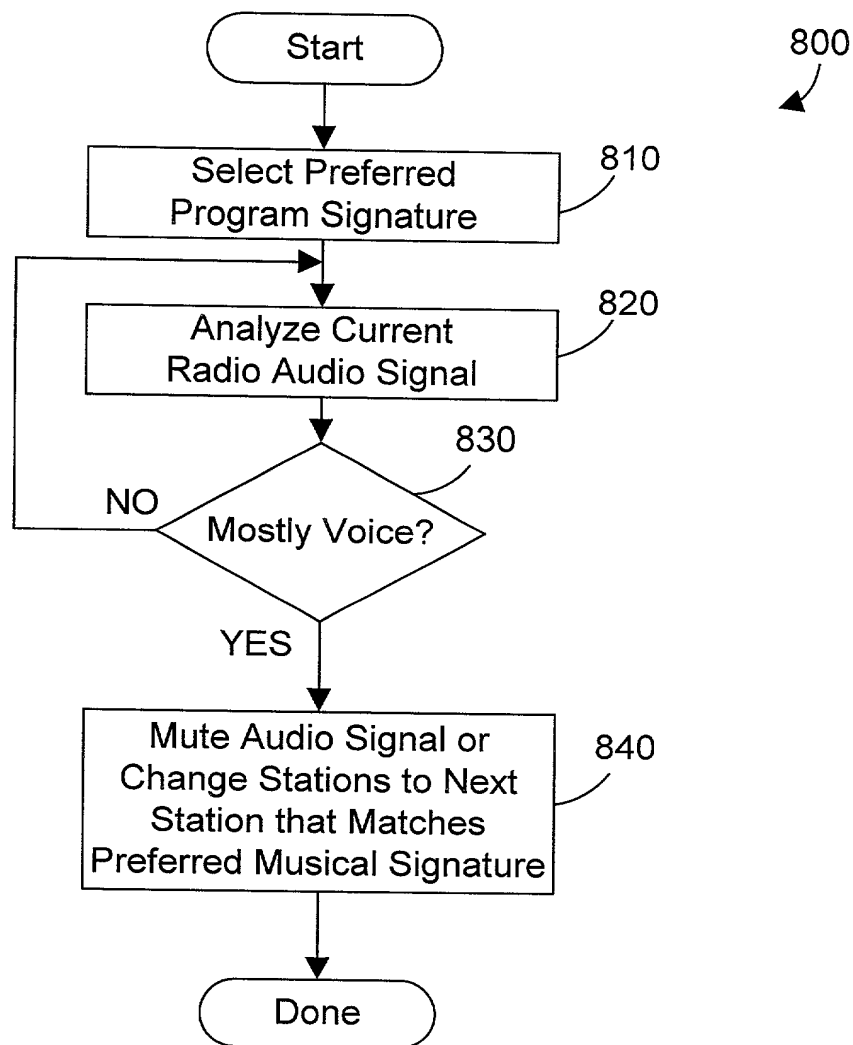 Start
800
Select Preferred
Program Signature
810
Analyze Current
Radio Audio Signal
820
830
NO
Mostly Voice?
YES
Mute Audio Signal or
Change Stations to Next
Station that Matches
Preferred Musical Signature
840
Done